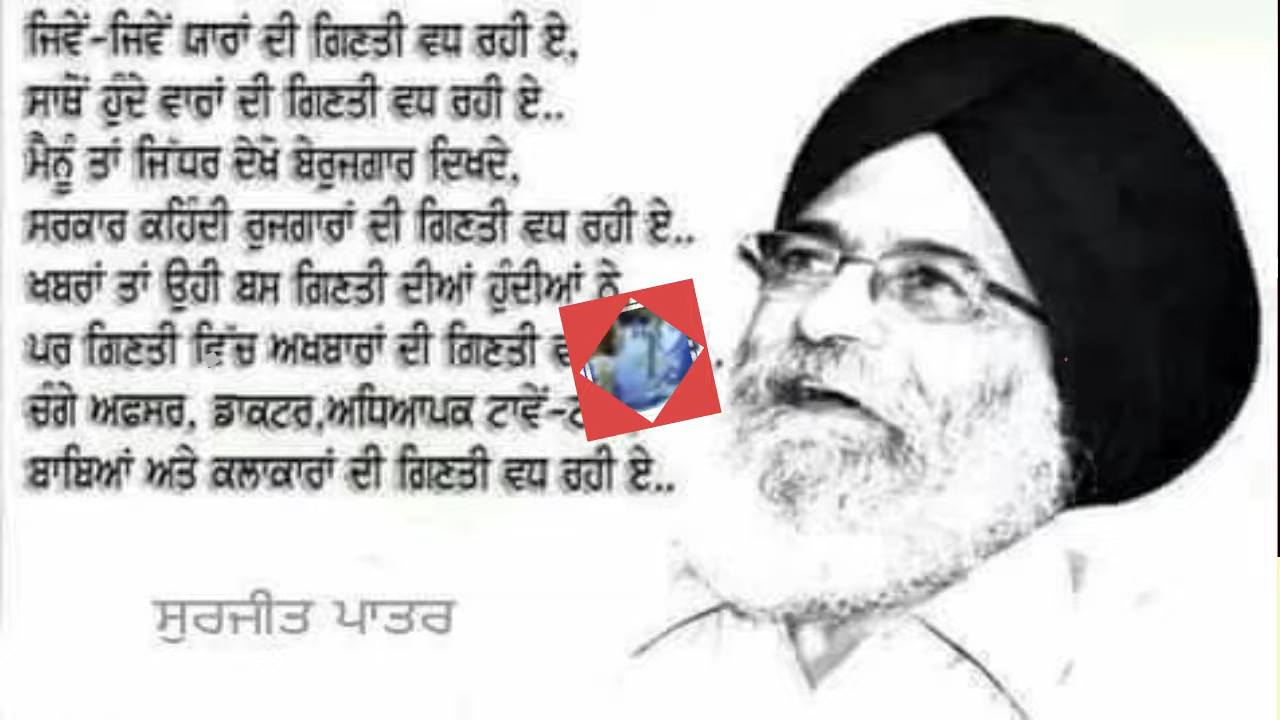 ਜਿਵੇਂ-ਜਿਵੇਂ ਯਾਰਾਂ ਦੀ ਗਿਣਤੀ ਵਧ ਰਹੀ ਏ,
ਸਾਥੋਂ ਹੁੰਦੇ ਵਾਰਾਂ ਦੀ ਗਿਣਤੀ ਵਧ ਰਹੀ ਏ..
ਮੈਨੂੰ ਤਾਂ ਜਿੱਧਰ ਦੇਖੋ ਬੇਰੁਜਗਾਰ ਦਿਖਦੇ,
ਸਰਕਾਰ ਕਹਿੰਦੀ ਰੁਜਗਾਰਾਂ ਦੀ ਗਿਣਤੀ ਵਧ ਰਹੀ ਏ..
ਖਬਰਾਂ ਤਾਂ ਉਹੀ ਬਸ ਗਿਣਤੀ ਦੀਆਂ ਹੁੰਦੀਆਂ ਨੇ
ਪਰ ਗਿਣਤੀ ਵਿੱਚ ਅਖਬਾਰਾਂ ਦੀ ਗਿਣਤੀ
ਚੰਗੇ ਅਫਸਰ, ਡਾਕਟਰ,ਅਧਿਆਪਕ ਟਾਵੇਂ-
ਬਾਬਿਆਂ ਅਤੇ ਕਲਾਕਾਰਾਂ ਦੀ ਗਿਣਤੀ ਵਧ ਰਹੀ ਏ..
ਸੁਰਜੀਤ ਪਾਤਰ